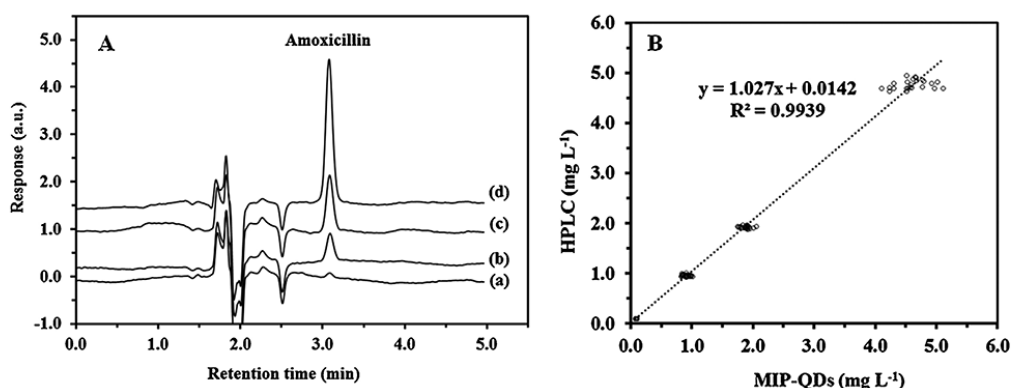 A
Amoxicillin
Response (a.u.)
5.0
4.0
3.0
2.0
1.0
0.0
-1.0
(d)
(c)
(b)
(a)
0.0 1.0 2.0 3.0 4.0 5.0
Retention time (min)
B
y = 1.027x + 0.0142
R² = 0.9939
HPLC (mg L⁻¹)
6.0
5.0
4.0
3.0
2.0
1.0
0.0
0.0 1.0 2.0 3.0 4.0 5.0 6.0
MIP-QDs (mg L⁻¹)